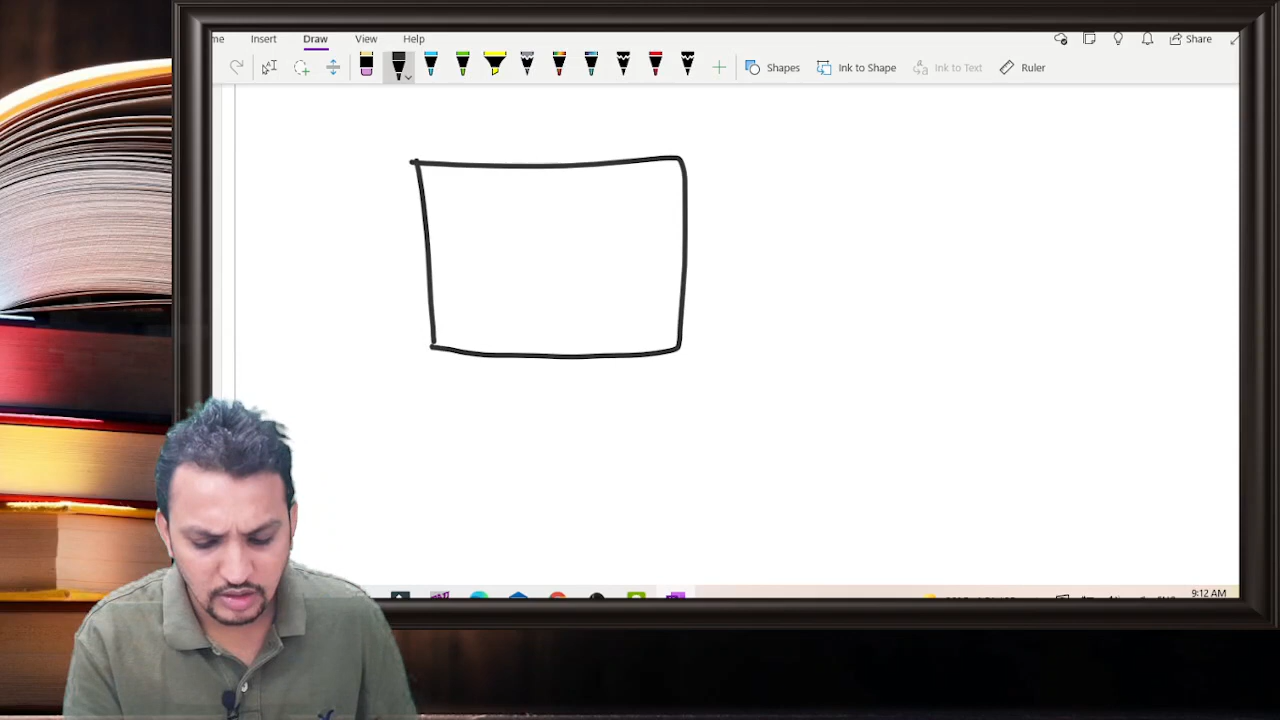 me Insert Draw View Help Share
Shapes Ink to Shape Ink to Text Ruler
9:12 AM